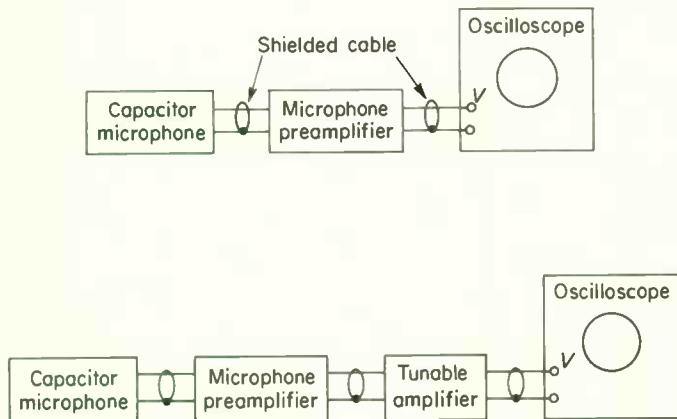 Oscilloscope
Shielded cable
V
Capacitor
microphone
Microphone
preamplifier
Oscilloscope
V
Capacitor
microphone
Microphone
preamplifier
Tunable
amplifier